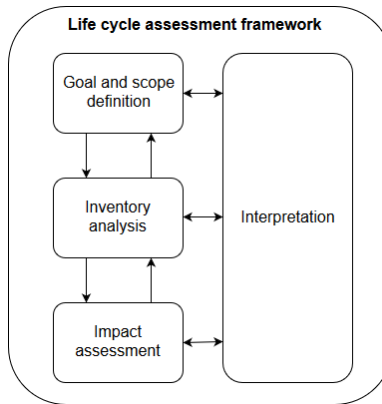 Life cycle assessment framework
Goal and scope
definition
Inventory
analysis
Interpretation
Impact
assessment